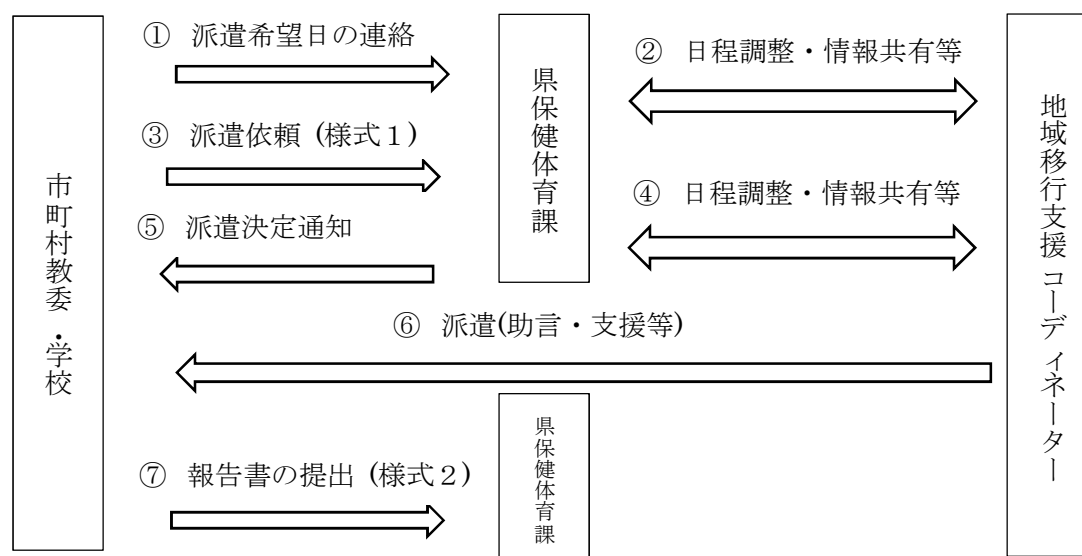 ① 派遣希望日の連絡
② 日程調整・情報共有等
③ 派遣依頼 (様式１)
④ 日程調整・情報共有等
⑤ 派遣決定通知
⑥ 派遣(助言・支援等)
⑦ 報告書の提出 (様式２)
市町村教委・学校
県保健体育課
県保健体育課
地域移行支援コーディネーター